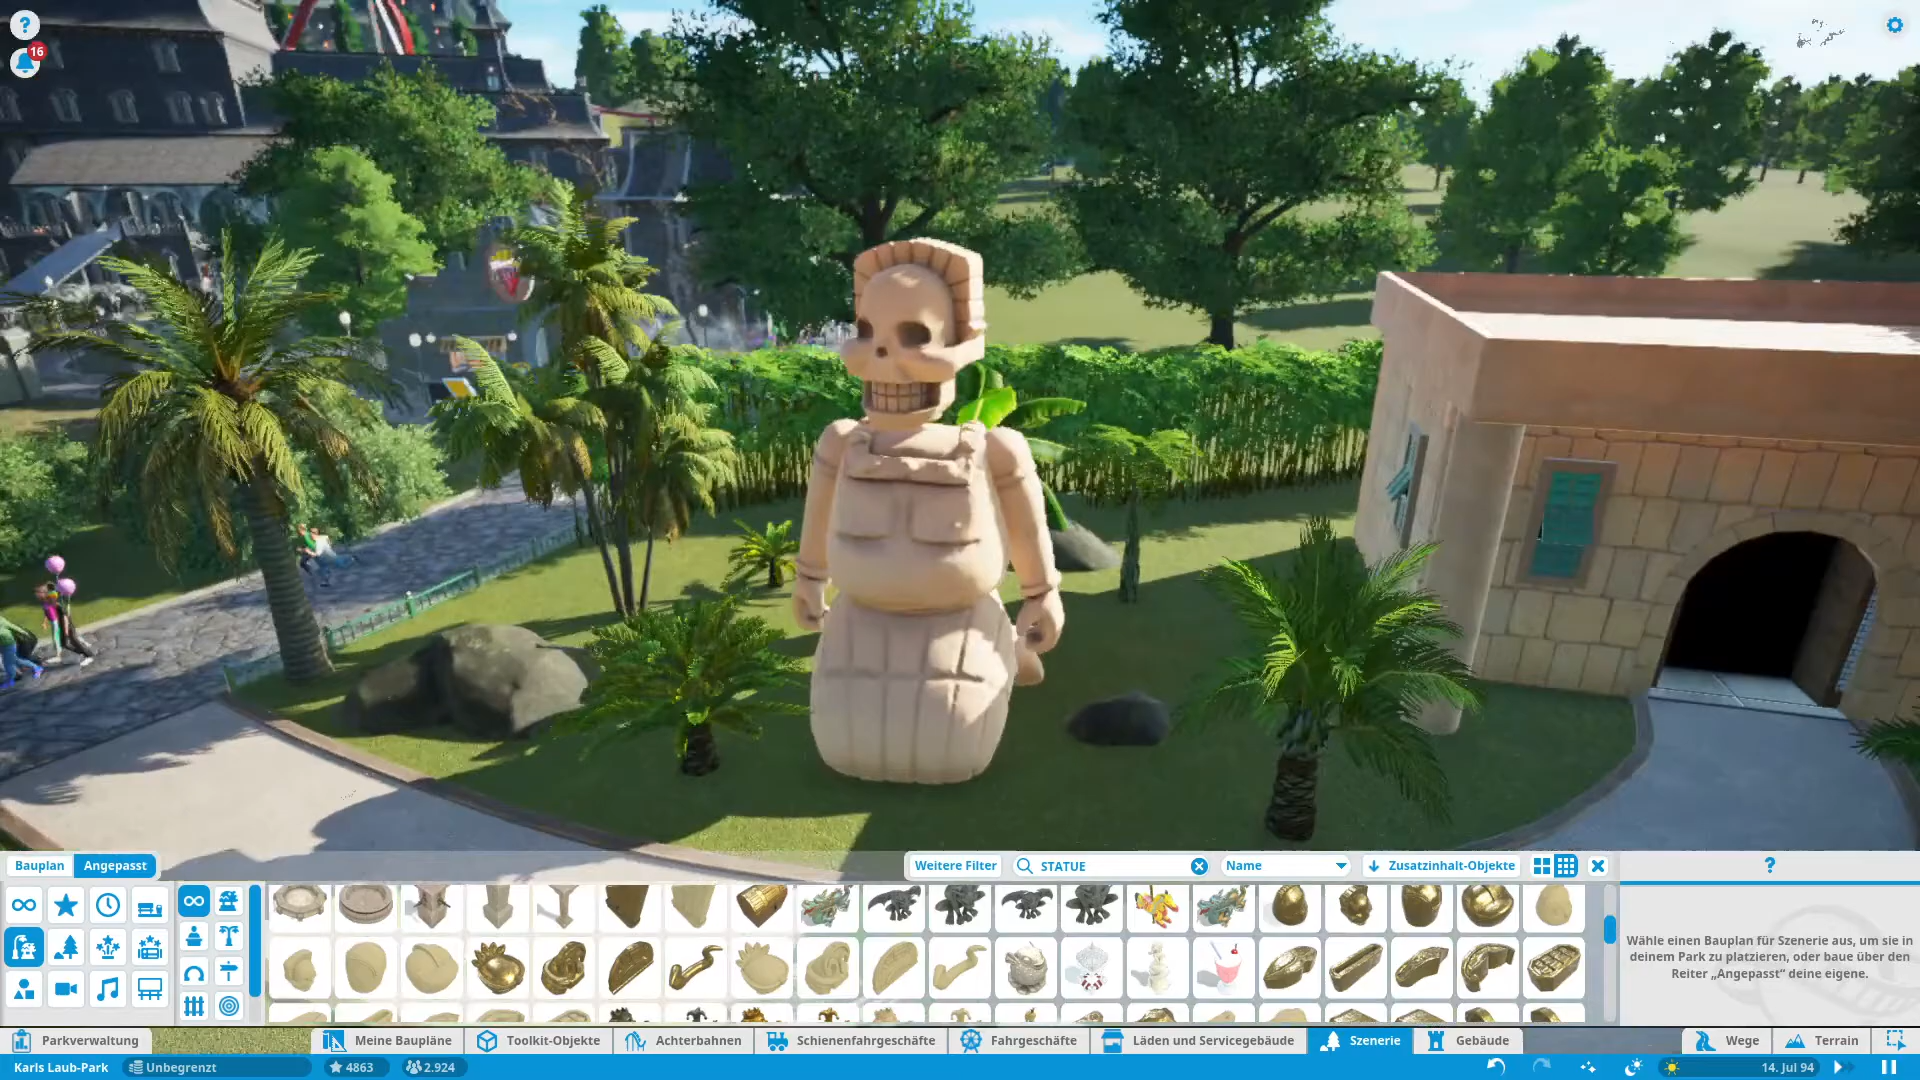 ?
16
Bauplan
Angepasst
Weitere Filter
STATUE
Name
Zusatzinhalt-Objekte
?
Wähle einen Bauplan für Szenerie aus, um sie in
deinem Park zu platzieren, oder baue über den
Reiter „Angepasst“ deine eigene.
Parkverwaltung
Meine Baupläne
Toolkit-Objekte
Achterbahnen
Schienenfahrgeschäfte
Fahrgeschäfte
Läden und Servicegebäude
Szenerie
Gebäude
Wege
Terrain
Karls Laub-Park
Unbegrenzt
4863
2.924
14. Jul 94